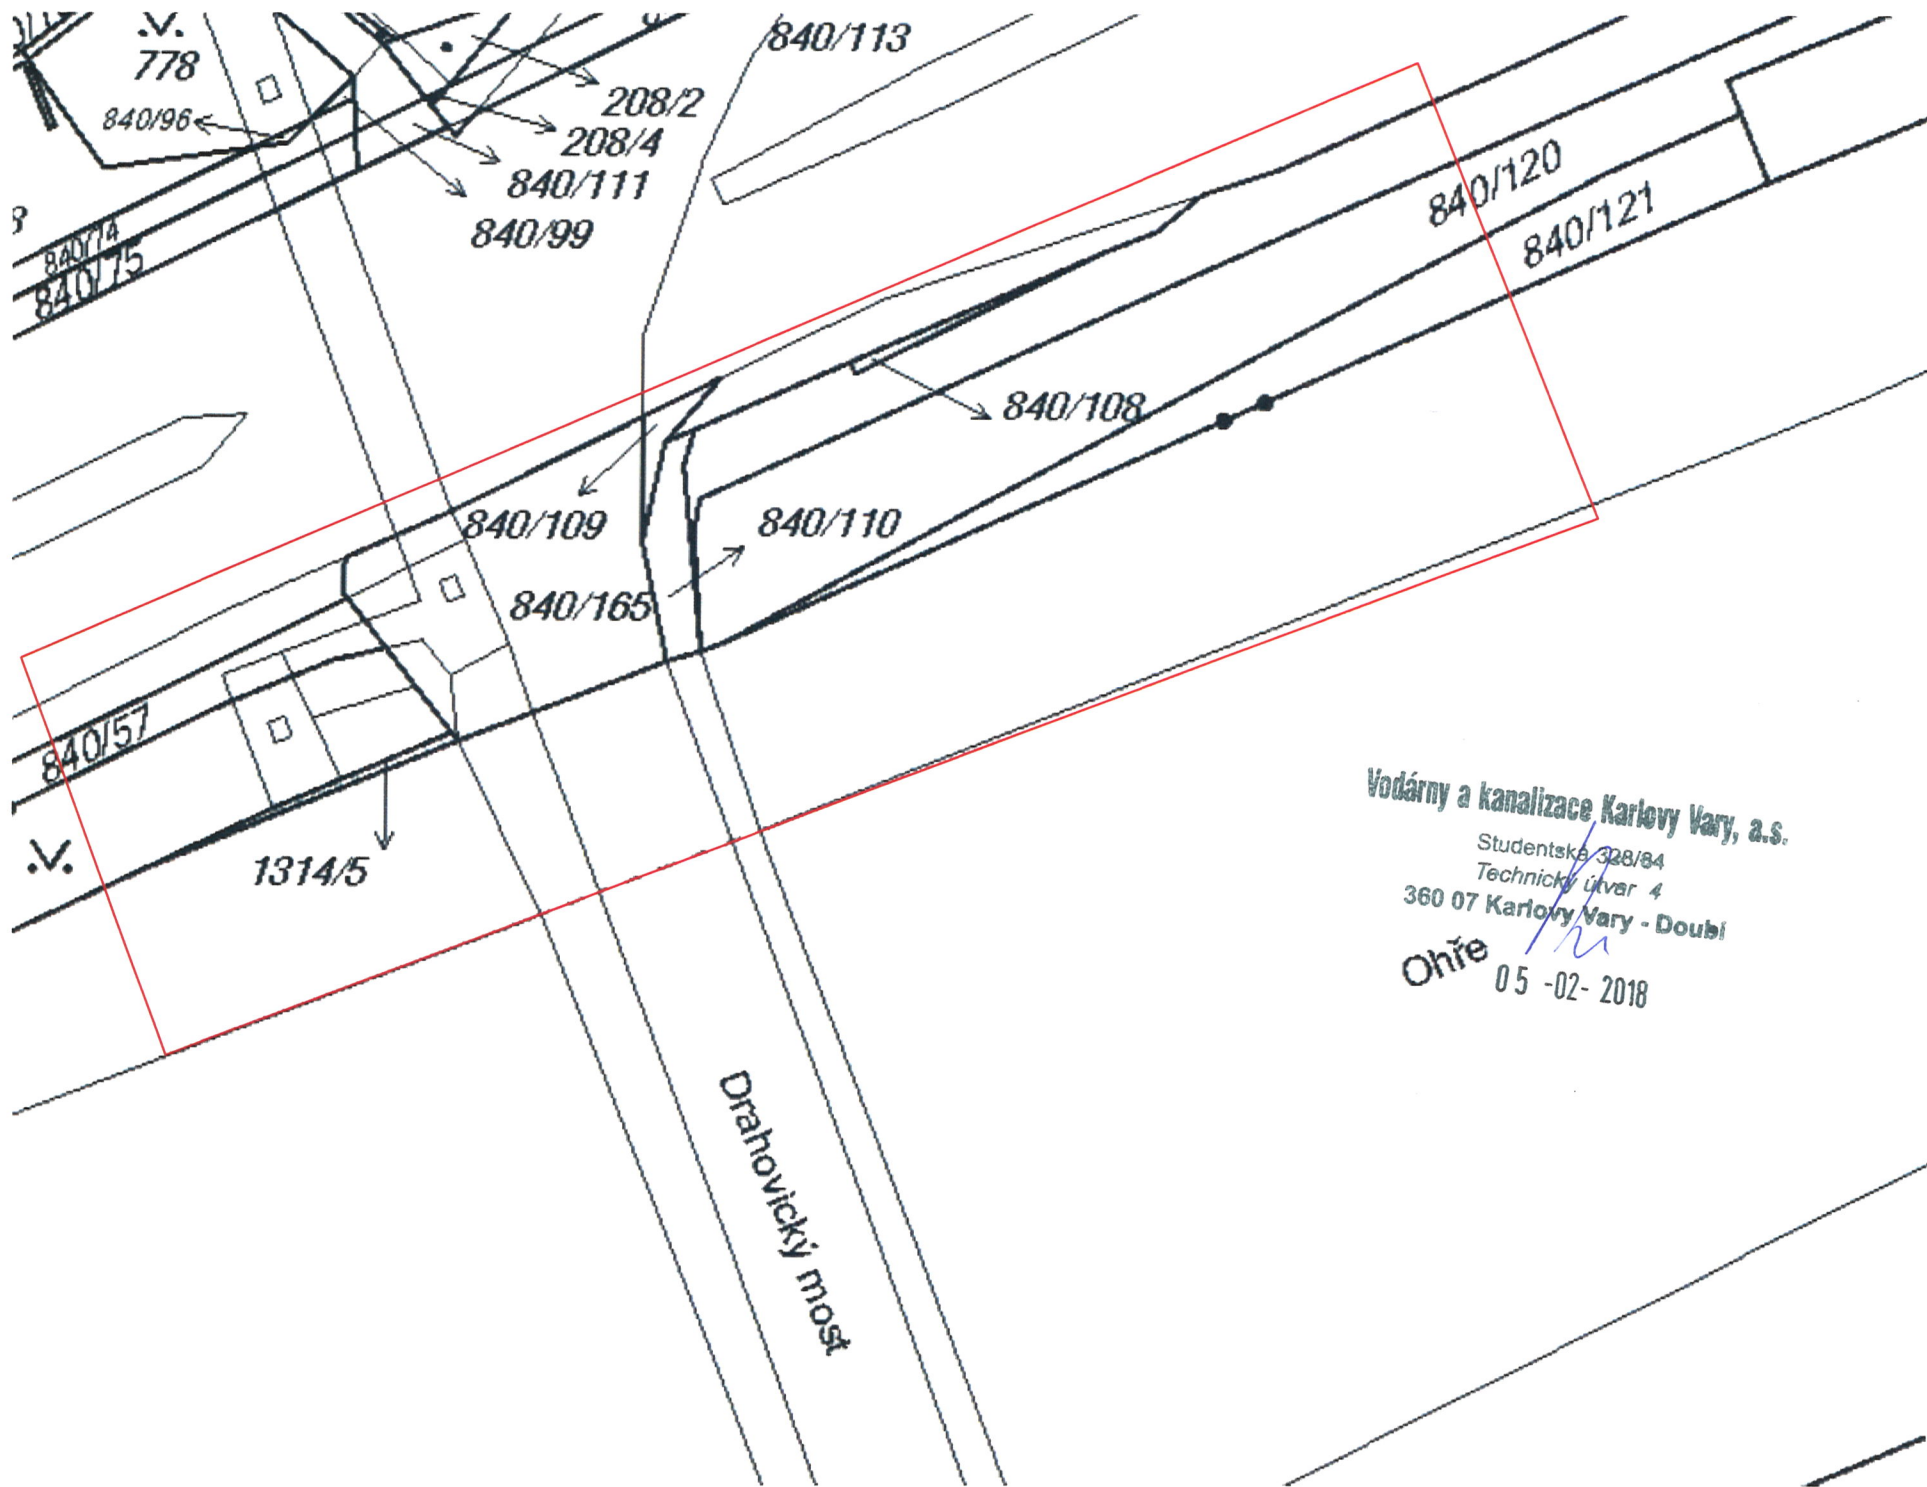 778
840/96
840/113
208/2
208/4
840/111
840/99
840/74
840/75
840/120
840/121
840/108
840/109
840/110
840/165
840/57
1314/5
Vodárny a kanalizace Karlovy Vary, a.s.
Studentská 328/64
Technický útvar 4
360 07 Karlovy Vary - Doubí
Ohře
05 -02- 2018
Drahovický most